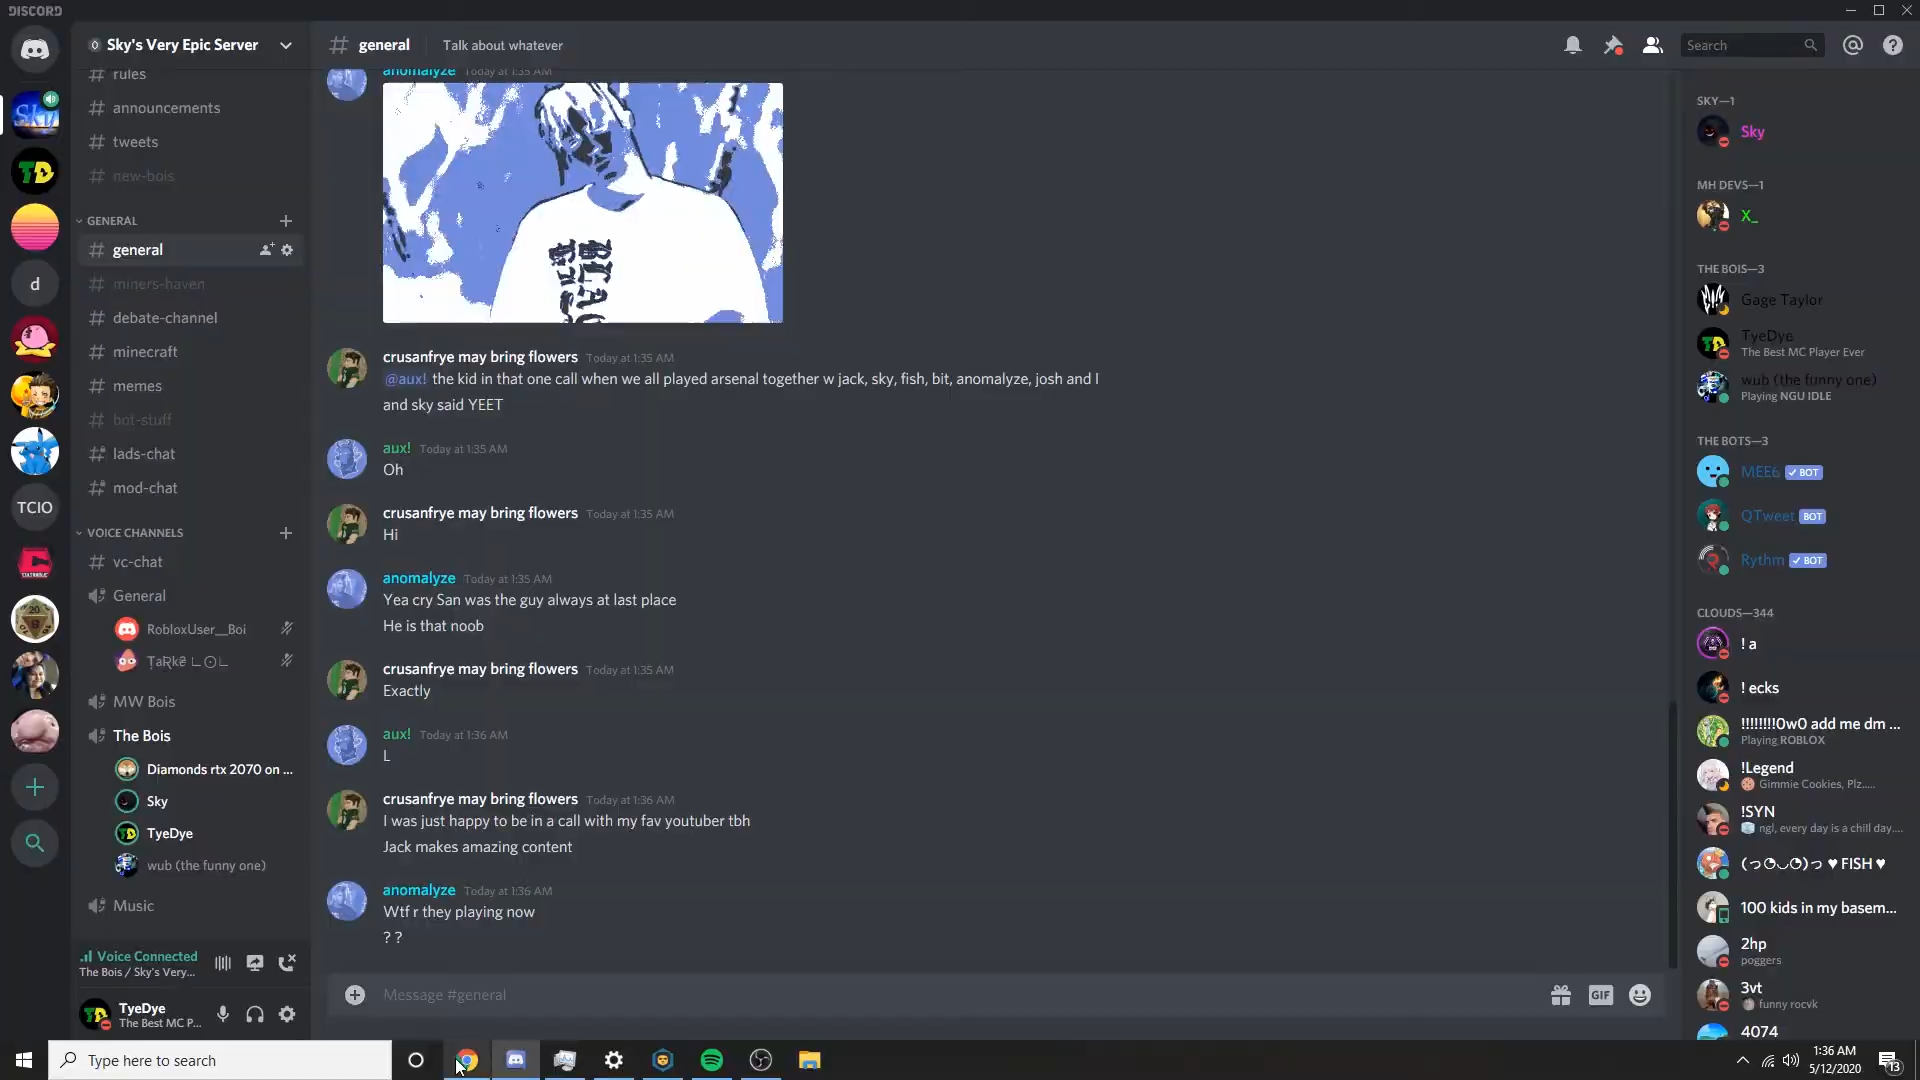 DISCORD
Sky's Very Epic Server
rules
announcements
tweets
new-bois
GENERAL
general
miners-haven
debate-channel
minecraft
memes
bot-stuff
lads-chat
mod-chat
VOICE CHANNELS
vc-chat
General
RobloxUser__Boi
MW Bois
The Bois
Diamonds rtx 2070 on ...
Sky
TyeDye
wub (the funny one)
Music
Voice Connected
The Bois / Sky's Very...
TyeDye
The Best MC P...
Sky
TD
d
TCIO
general
Talk about whatever
Search
anomalyze Today at 1:35 AM
crusanfrye may bring flowers Today at 1:35 AM
@aux! the kid in that one call when we all played arsenal together w jack, sky, fish, bit, anomalyze, josh and I
and sky said YEET
aux! Today at 1:35 AM
Oh
crusanfrye may bring flowers Today at 1:35 AM
Hi
anomalyze Today at 1:35 AM
Yea cry San was the guy always at last place
He is that noob
crusanfrye may bring flowers Today at 1:35 AM
Exactly
aux! Today at 1:36 AM
L
crusanfrye may bring flowers Today at 1:36 AM
I was just happy to be in a call with my fav youtuber tbh
Jack makes amazing content
anomalyze Today at 1:36 AM
Wtf r they playing now
? ?
Message #general
GIF
SKY—1
Sky
MH DEVS—1
X_
THE BOIS—3
Gage Taylor
TyeDye
The Best MC Player Ever
wub (the funny one)
Playing NGU IDLE
THE BOTS—3
MEE6 BOT
QTweet BOT
Rythm BOT
CLOUDS—344
! a
! ecks
!!!!!!!!0w0 add me dm ...
Playing ROBLOX
!Legend
Gimmie Cookies, Plz.....
!SYN
ngl, every day is a chill day....
(っ◔◡◔)っ ♥ FISH ♥
100 kids in my basem...
2hp
poggers
3vt
funny rocvk
4074
Type here to search
1:36 AM
5/12/2020
13